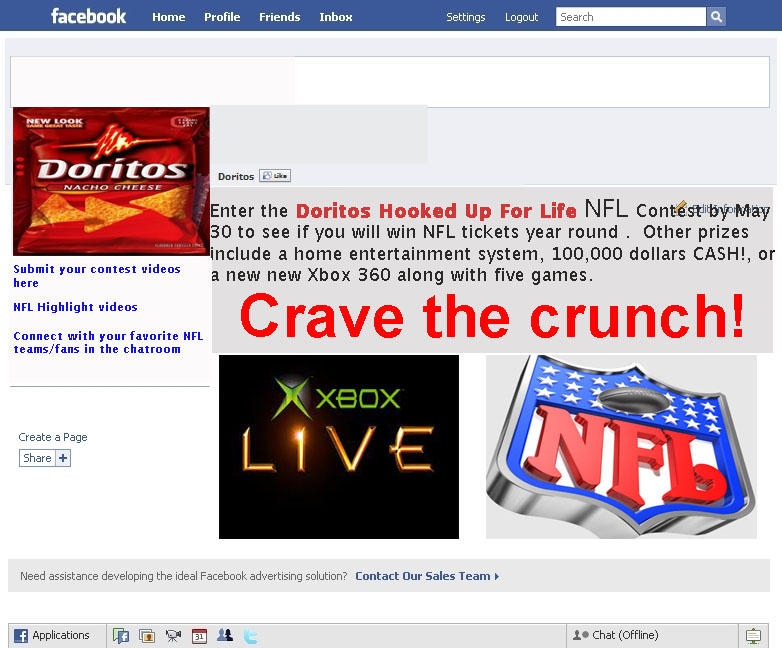 facebook Home Profile Friends Inbox Settings Logout Search
NEW LOOK
SAME GREAT TASTE
Doritos
NACHO CHEESE
Doritos Like
Edit Information
Enter the Doritos Hooked Up For Life NFL Contest by May
30 to see if you will win NFL tickets year round . Other prizes
include a home entertainment system, 100,000 dollars CASH!, or
a new new Xbox 360 along with five games.
Crave the crunch!
Submit your contest videos
here
NFL Highlight videos
Connect with your favorite NFL
teams/fans in the chatroom
Create a Page
Share +
XBOX
LIVE
NFL
Need assistance developing the ideal Facebook advertising solution? Contact Our Sales Team
Applications 31 Chat (Offline)